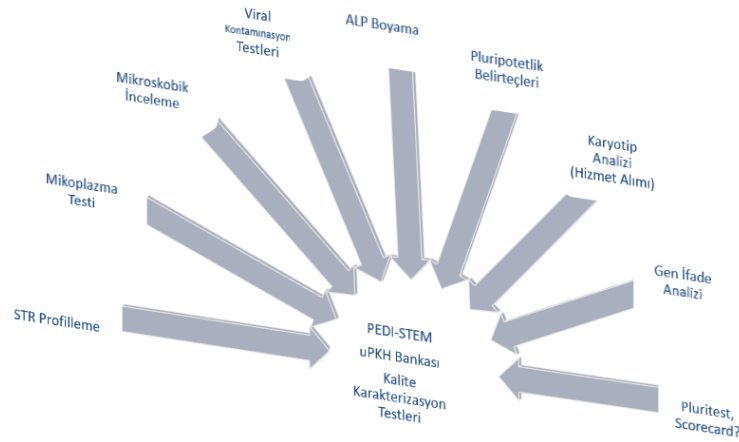 Viral
Kontaminasyon
Testleri
ALP Boyama
Pluripotetlik
Belirteçleri
Mikroskobik
İnceleme
Karyotip
Analizi
(Hizmet Alımı)
Mikoplazma
Testi
Gen İfade
Analizi
STR Profilleme
PEDI-STEM
uPKH Bankası
Kalite
Karakterizasyon
Testleri
Pluritest,
Scorecard?